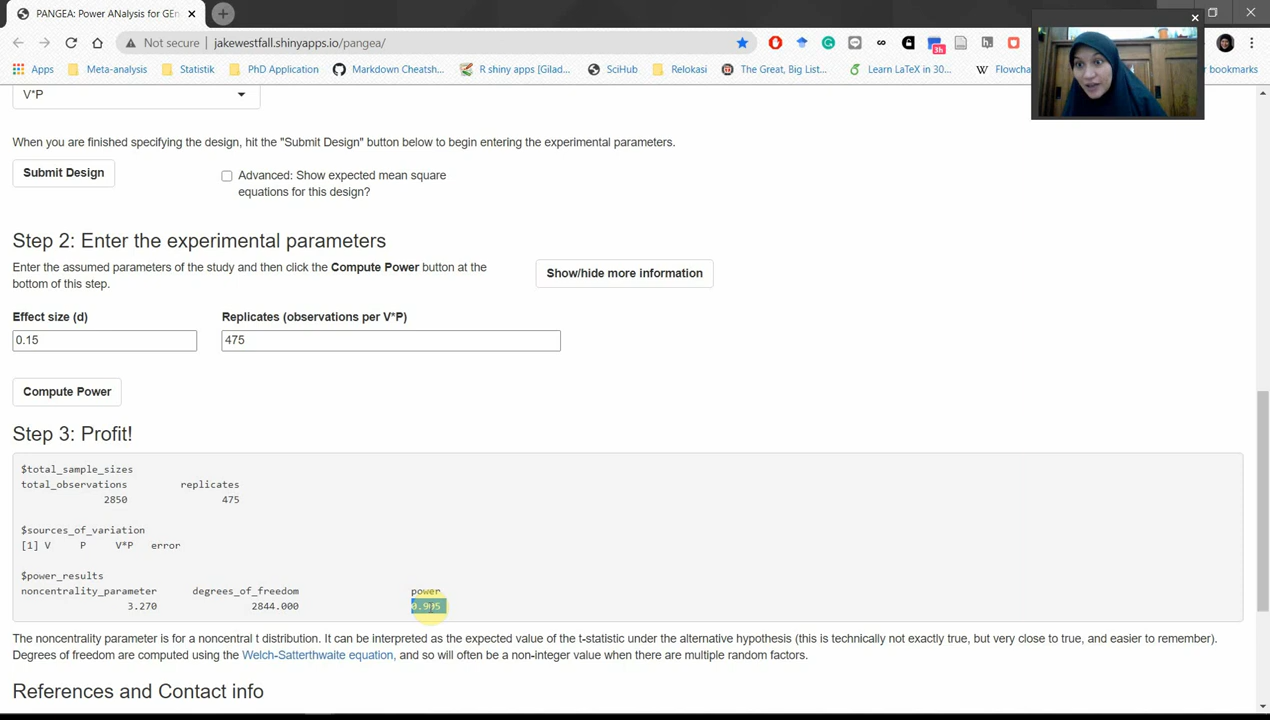 PANGEA: Power ANalysis for GEn
Not secure | jakewestfall.shinyapps.io/pangea/
3h
Apps Meta-analysis Statistik PhD Application Markdown Cheatsh... R shiny apps [Gilad... SciHub Relokasi The Great, Big List... Learn LaTeX in 30... Flowcha bookmarks
V*P
When you are finished specifying the design, hit the "Submit Design" button below to begin entering the experimental parameters.
Submit Design
Advanced: Show expected mean square
equations for this design?
Step 2: Enter the experimental parameters
Enter the assumed parameters of the study and then click the Compute Power button at the
bottom of this step.
Show/hide more information
Effect size (d) Replicates (observations per V*P)
0.15 475
Compute Power
Step 3: Profit!
$total_sample_sizes
total_observations replicates
2850 475
$sources_of_variation
[1] V P V*P error
$power_results
noncentrality_parameter degrees_of_freedom power
3.270 2844.000 0.905
The noncentrality parameter is for a noncentral t distribution. It can be interpreted as the expected value of the t-statistic under the alternative hypothesis (this is technically not exactly true, but very close to true, and easier to remember).
Degrees of freedom are computed using the Welch-Satterthwaite equation, and so will often be a non-integer value when there are multiple random factors.
References and Contact info